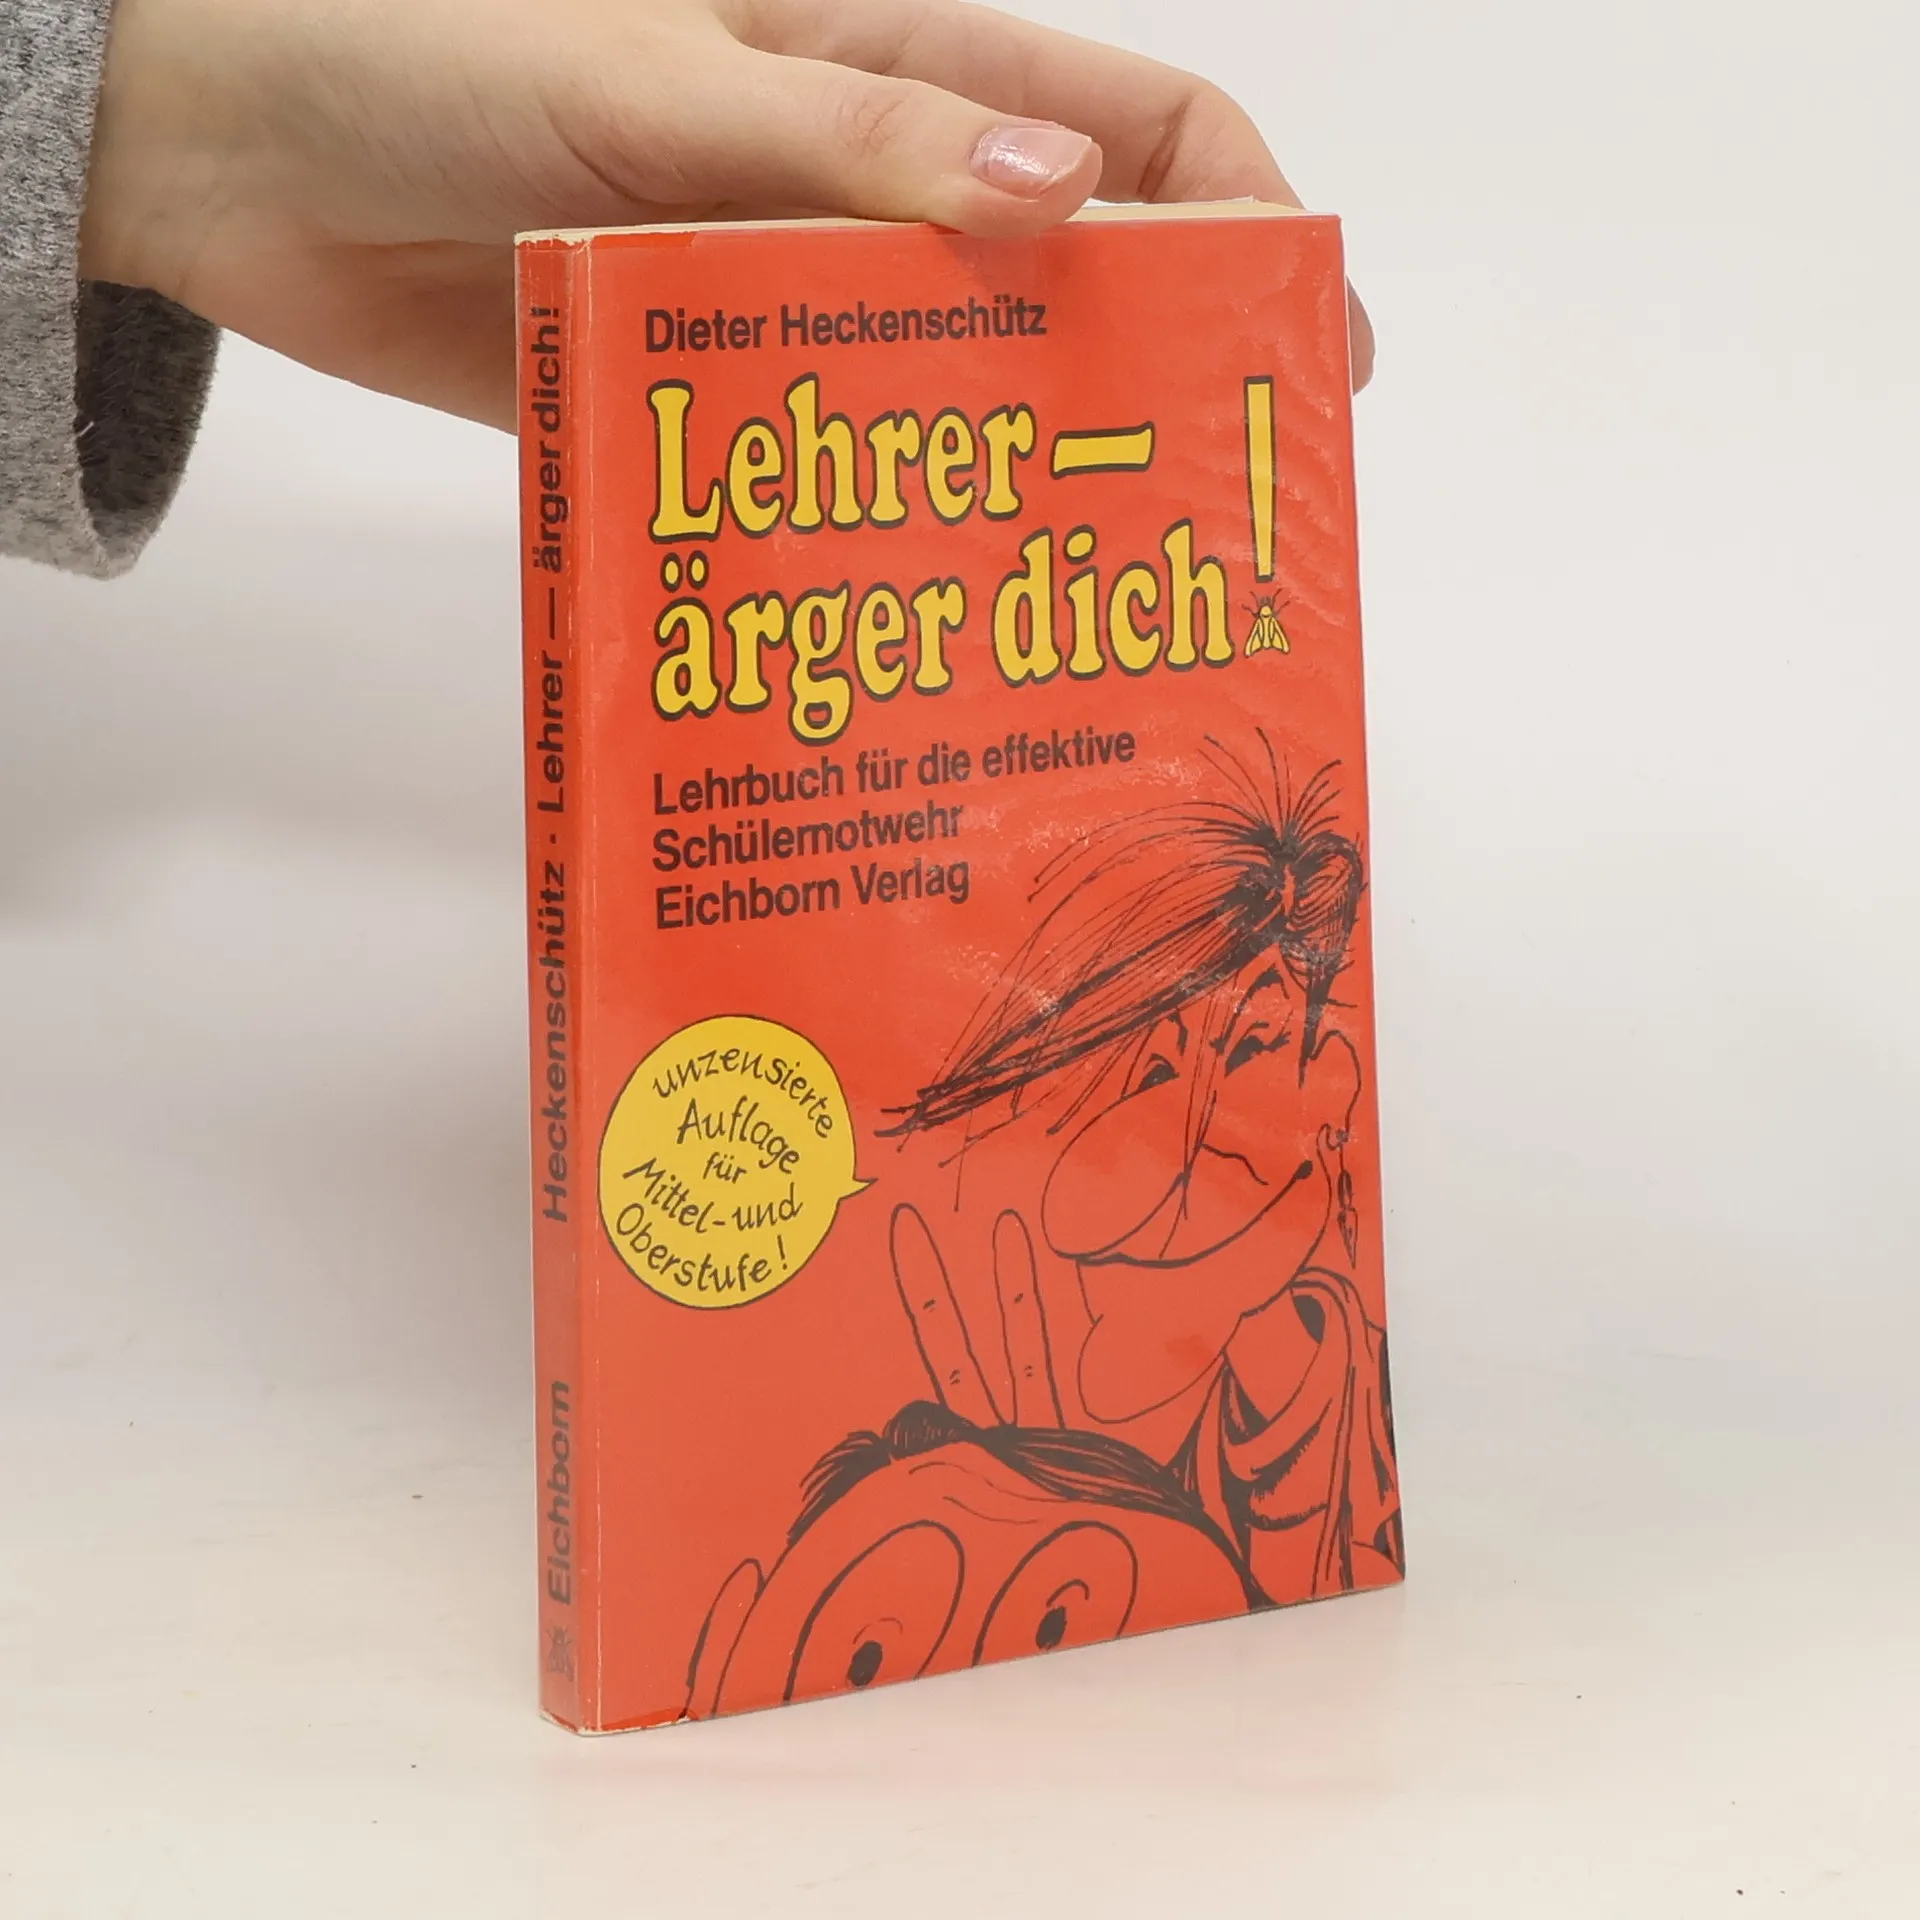 Dieter Heckenschütz
Lehrer—
ärger dich!
Lehrbuch für die effektive
Schülernotwehr
Eichborn Verlag
unzensierte
Auflage
für
Mittel- und
Oberstufe!
Eichborn Heckenschütz · Lehrer — ärger dich!